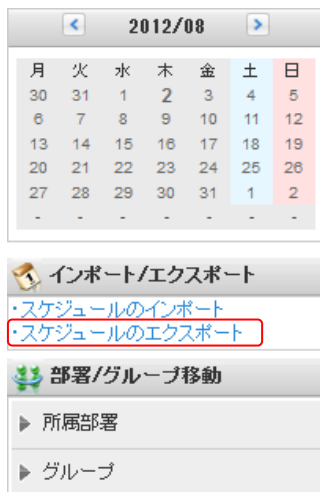 2012/08
月 火 水 木 金 土 日
30 31 1 2 3 4 5
6 7 8 9 10 11 12
13 14 15 16 17 18 19
20 21 22 23 24 25 26
27 28 29 30 31 1 2
- - - - - - -
インポート/エクスポート
・スケジュールのインポート
・スケジュールのエクスポート
部署/グループ移動
所属部署
グループ